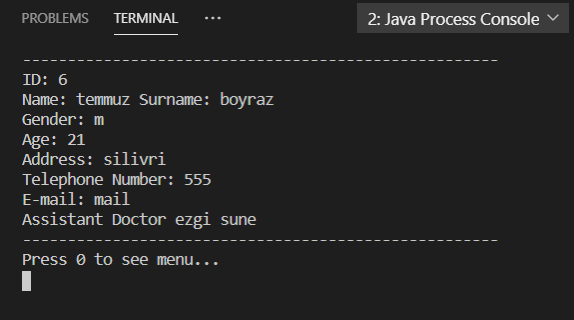 PROBLEMS TERMINAL ... 2: Java Process Console
----------------------------------------------------
ID: 6
Name: temmuz Surname: boyraz
Gender: m
Age: 21
Address: silivri
Telephone Number: 555
E-mail: mail
Assistant Doctor ezgi sune
----------------------------------------------------
Press 0 to see menu...